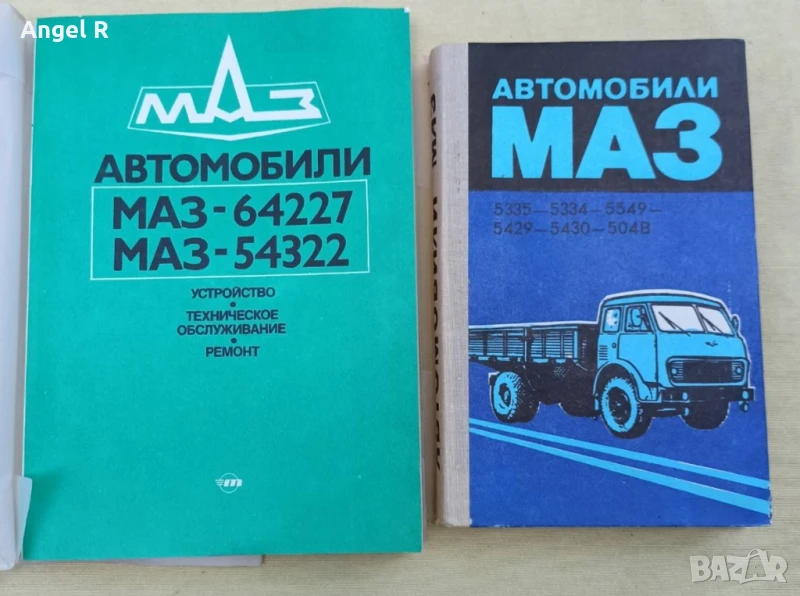 Angel R
МАЗ
АВТОМОБИЛИ
МАЗ-64227
МАЗ-54322
УСТРОЙСТВО
•
ТЕХНИЧЕСКОЕ
ОБСЛУЖИВАНИЕ
•
РЕМОНТ
m
АВТОМОБИЛИ
МАЗ
5335—5334—5549—
5429—5430—504В
BAZAR